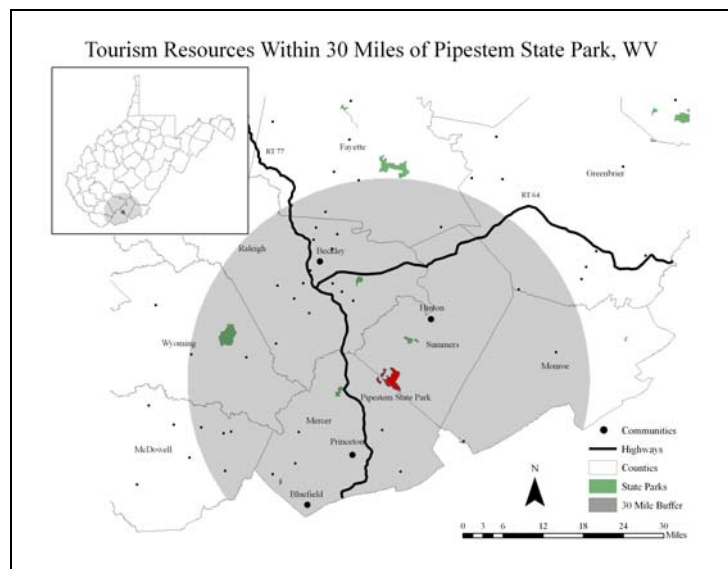 Tourism Resources Within 30 Miles of Pipestem State Park, WV
RT 77
Fayette
Greenbrier
RT 64
Raleigh
Beckley
Hinton
Wyoming
Summers
Monroe
Pipestem State Park
Mercer
McDowell
Princeton
Bluefield
Communities
Highways
Counties
State Parks
30 Mile Buffer
N
0 3 6 12 18 24 30
Miles